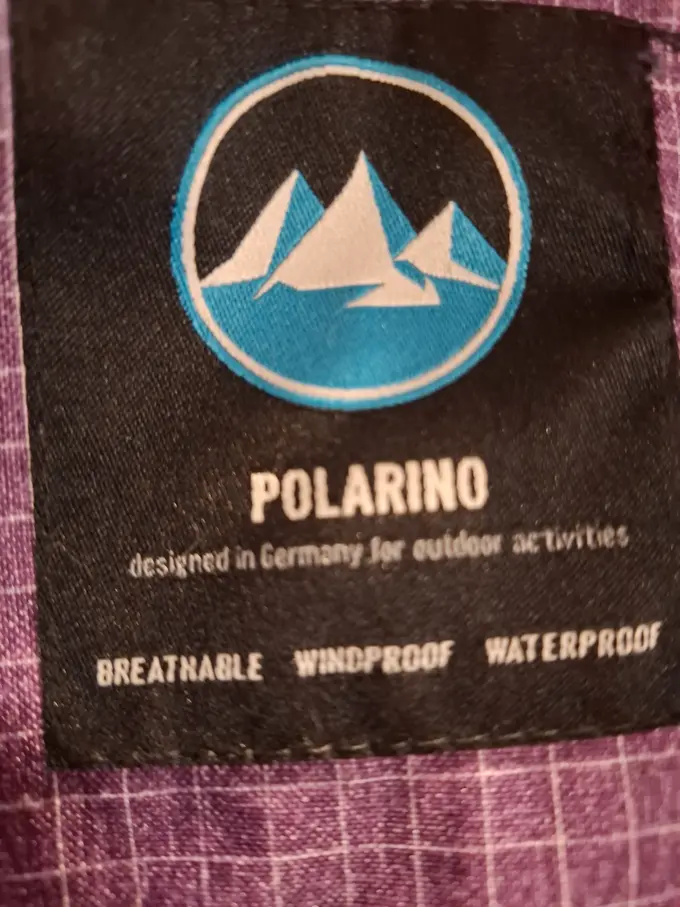 POLARINO
designed in Germany for outdoor activities
BREATHABLE WINDPROOF WATERPROOF